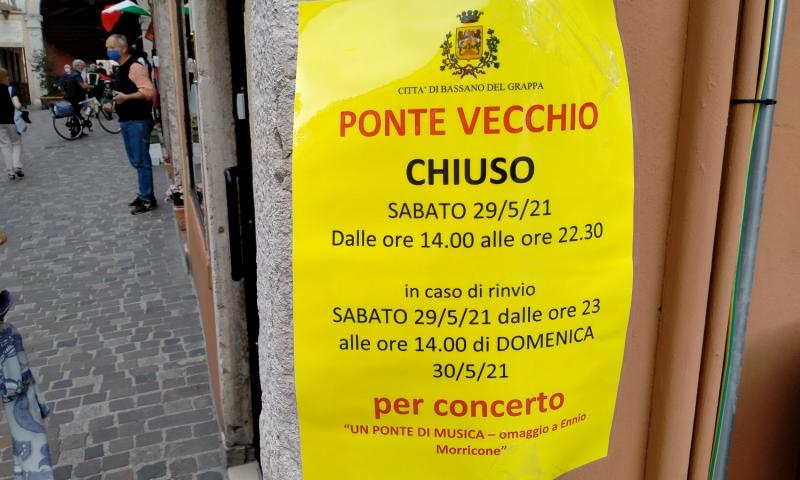 CITTA' DI BASSANO DEL GRAPPA
PONTE VECCHIO
CHIUSO
SABATO 29/5/21
Dalle ore 14.00 alle ore 22.30
in caso di rinvio
SABATO 29/5/21 dalle ore 23
alle ore 14.00 di DOMENICA
30/5/21
per concerto
“UN PONTE DI MUSICA – omaggio a Ennio
Morricone”